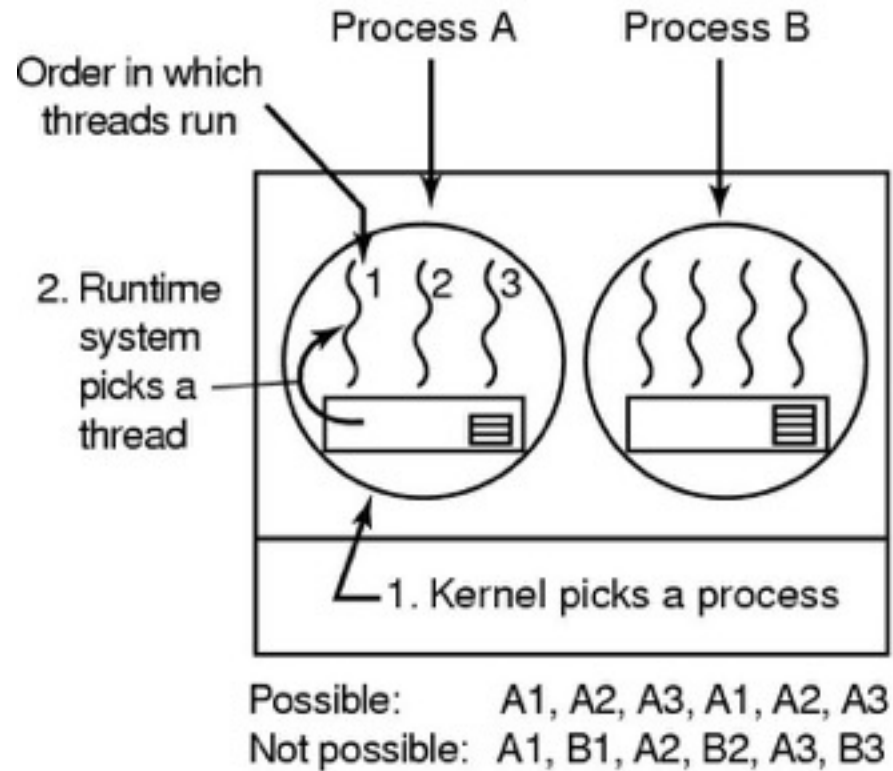 Process A
Process B
Order in which
threads run
1
2
3
2. Runtime
system
picks a
thread
1. Kernel picks a process
Possible: A1, A2, A3, A1, A2, A3
Not possible: A1, B1, A2, B2, A3, B3